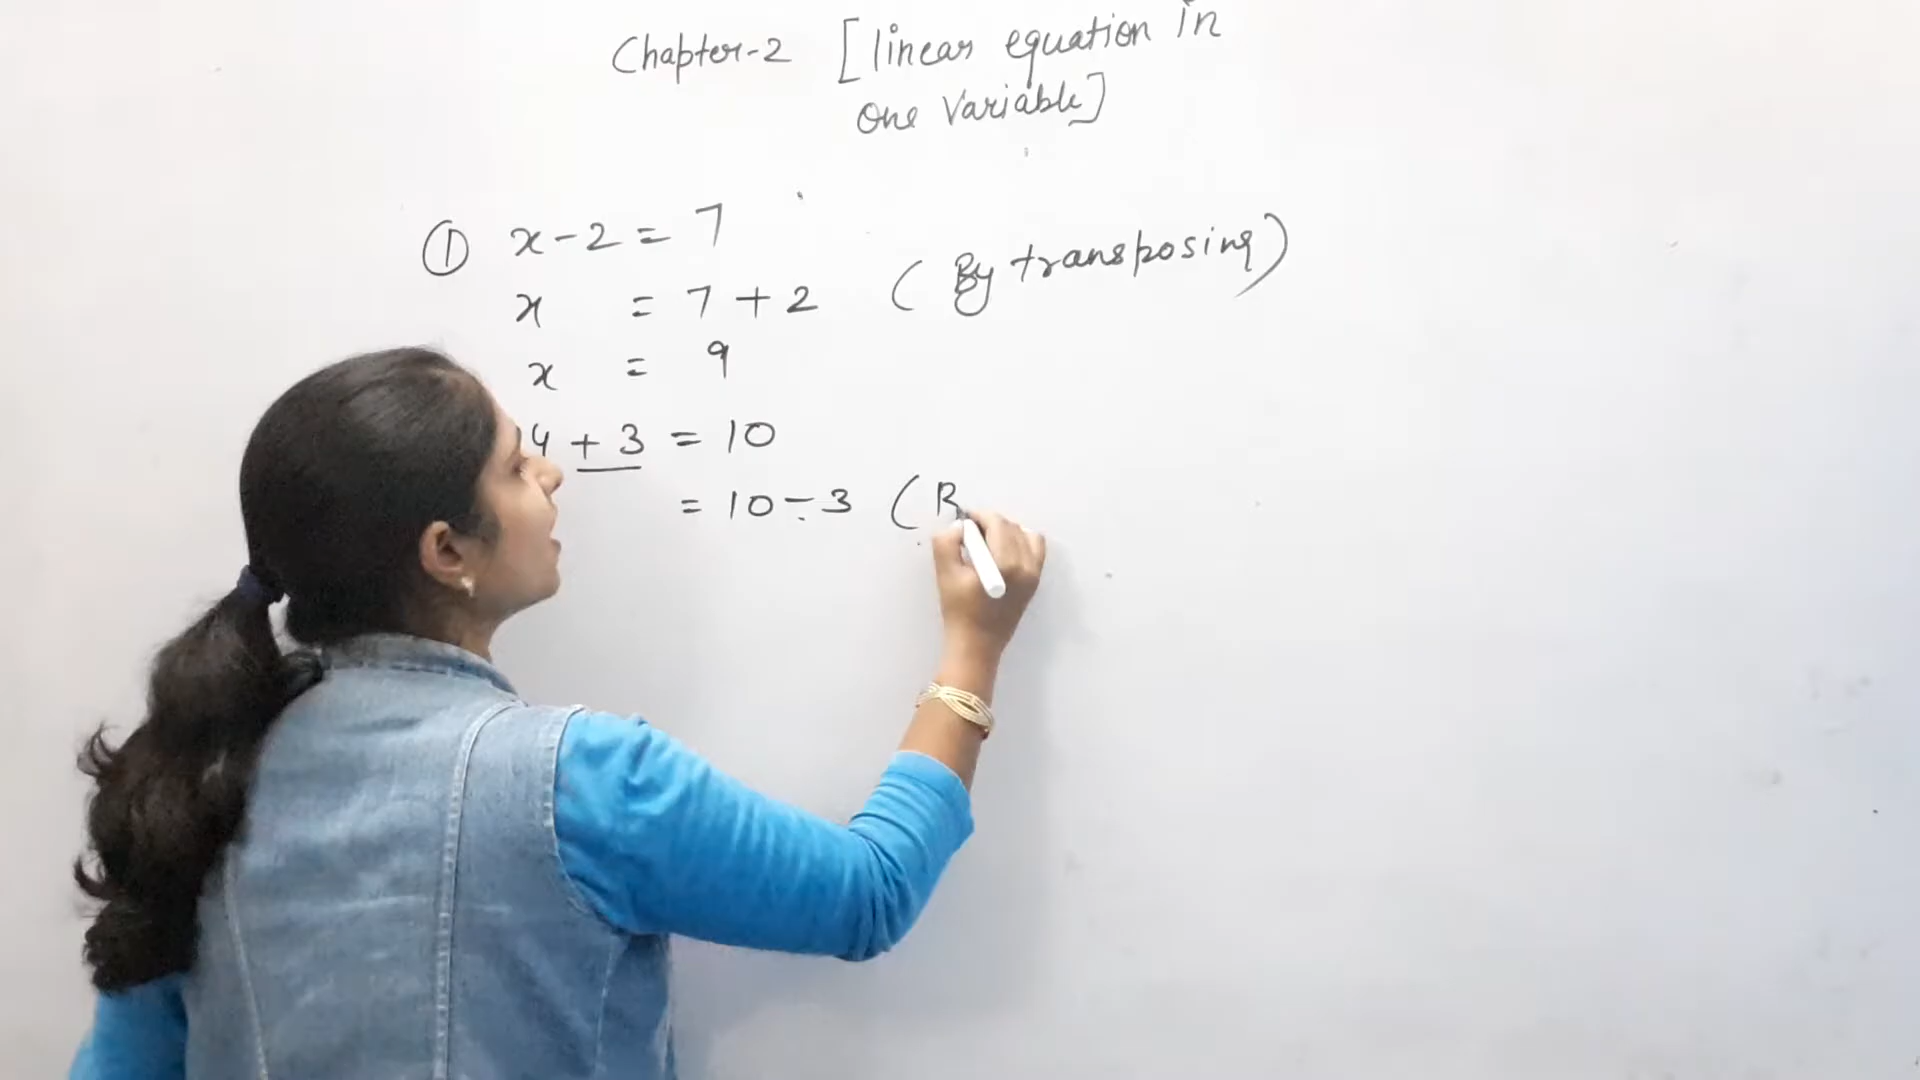 Chapter-2 [linear equation in
one Variable]
① x - 2 = 7
x = 7 + 2 (By transposing)
x = 9
y + 3 = 10
= 10 ÷ 3 (B